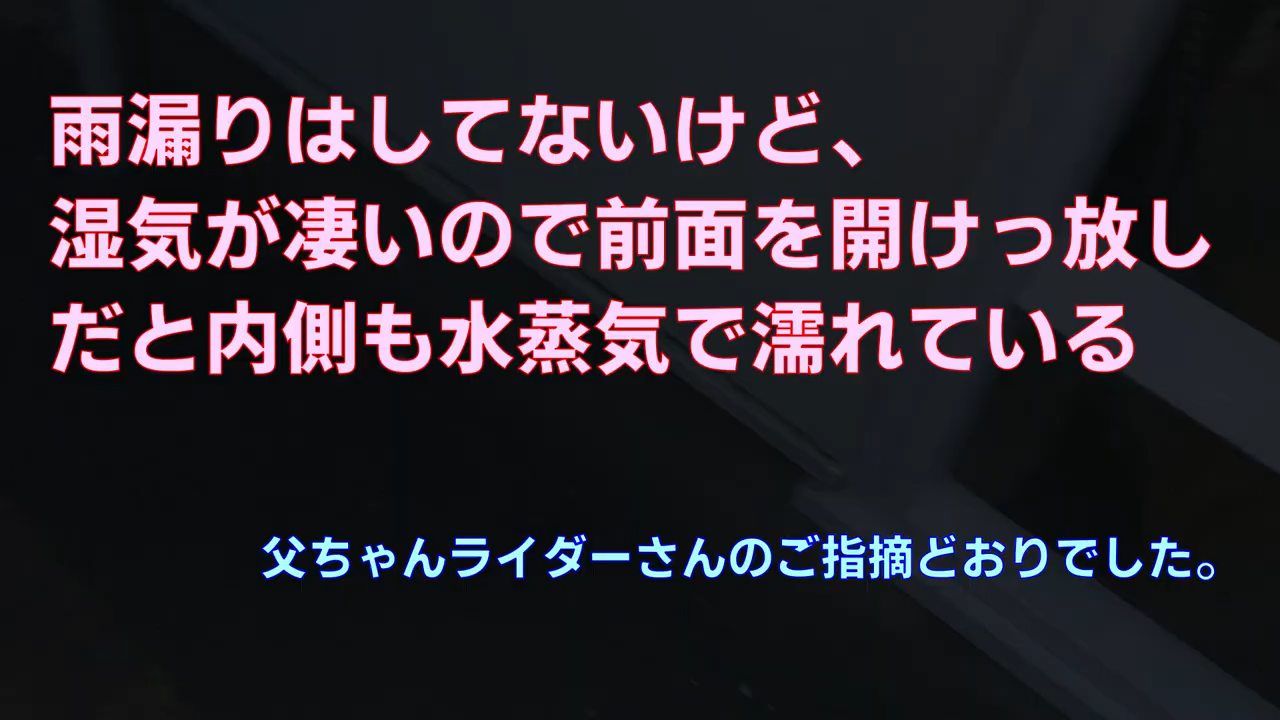 雨漏りはしてないけど、
湿気が凄いので前面を開けっ放し
だと内側も水蒸気で濡れている
父ちゃんライダーさんのご指摘どおりでした。